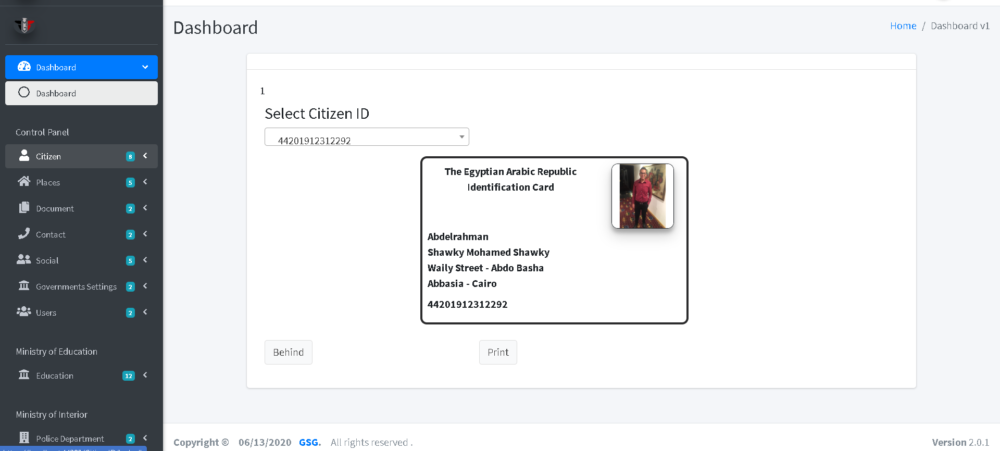 Dashboard
Home / Dashboard v1
Dashboard
Dashboard
Control Panel
Citizen 8
Places 5
Document 2
Contact 2
Social 5
Governments Settings 2
Users 2
Ministry of Education
Education 12
Ministry of Interior
Police Department 2
1
Select Citizen ID
44201912312292
The Egyptian Arabic Republic
Identification Card
Abdelrahman
Shawky Mohamed Shawky
Waily Street - Abdo Basha
Abbasia - Cairo
44201912312292
Behind
Print
Copyright © 06/13/2020 GSG. All rights reserved .
Version 2.0.1